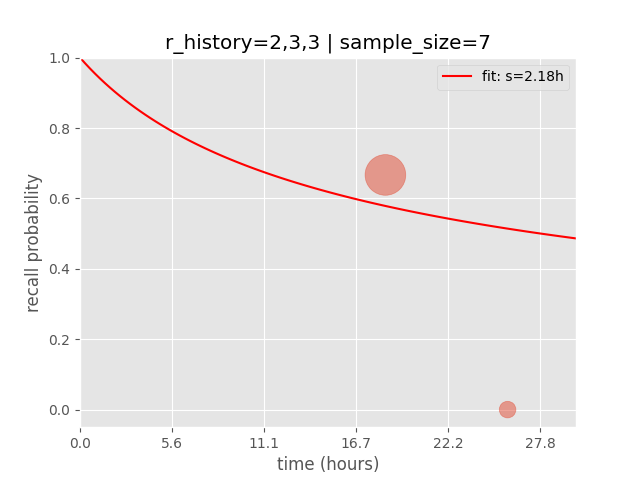 r_history=2,3,3 | sample_size=7
fit: s=2.18h
recall probability
1.0
0.8
0.6
0.4
0.2
0.0
0.0 5.6 11.1 16.7 22.2 27.8
time (hours)